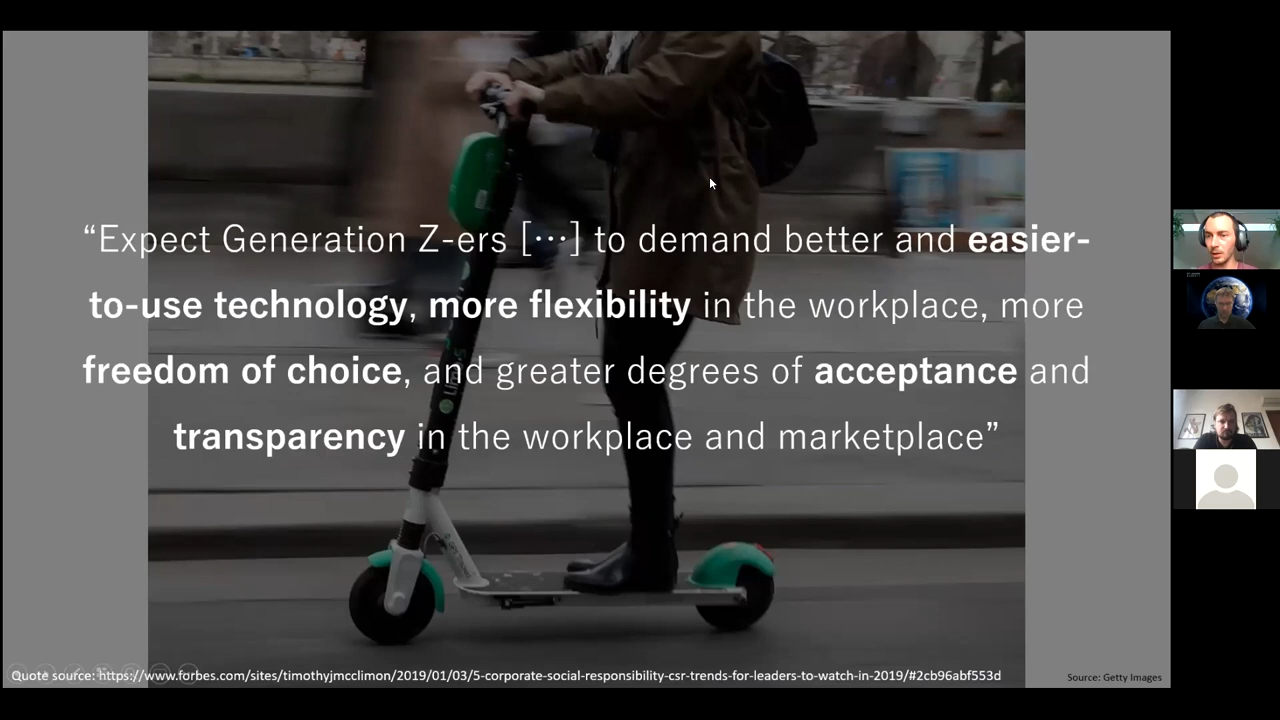 “Expect Generation Z-ers [⋯] to demand better and easier-
to-use technology, more flexibility in the workplace, more
freedom of choice, and greater degrees of acceptance and
transparency in the workplace and marketplace”
Quote source: https://www.forbes.com/sites/timothyjmcclimon/2019/01/03/5-corporate-social-responsibility-csr-trends-for-leaders-to-watch-in-2019/#2cb96abf553d
Source: Getty Images